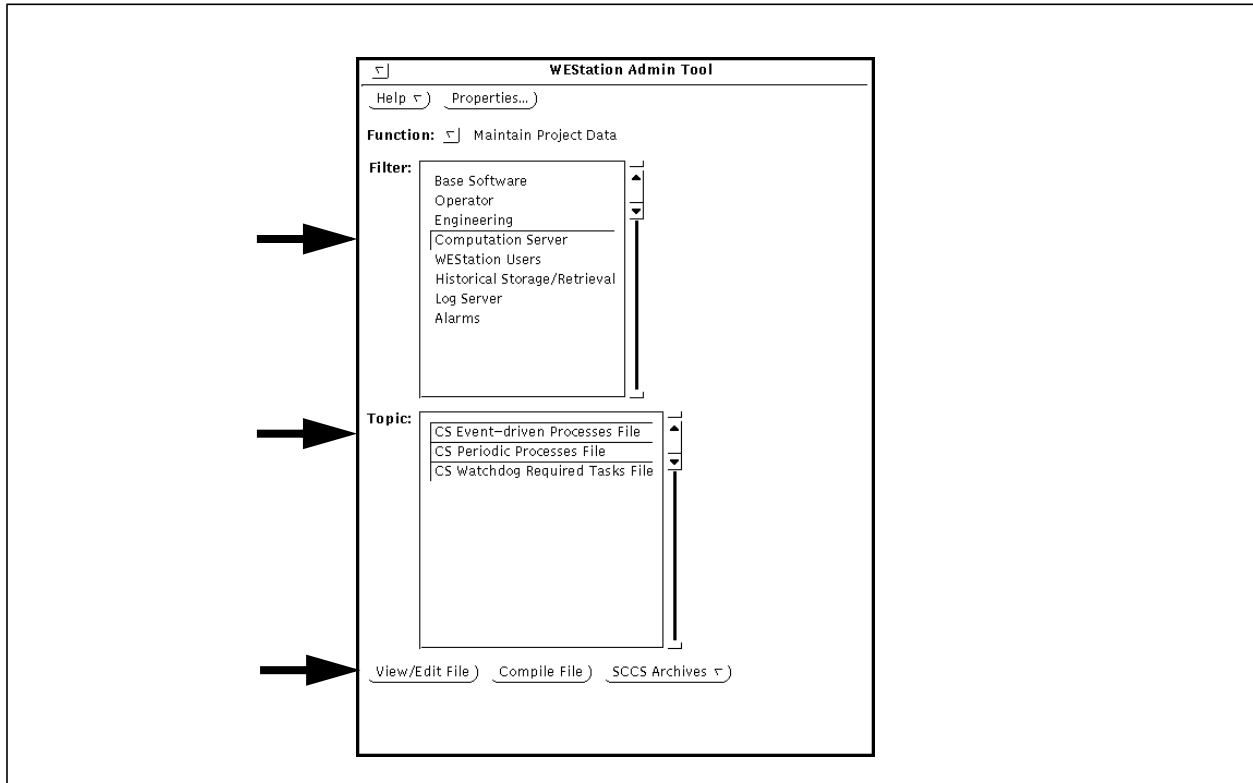 WEStation Admin Tool
Help Properties...
Function: Maintain Project Data
Filter:
Base Software
Operator
Engineering
Computation Server
WEStation Users
Historical Storage/Retrieval
Log Server
Alarms
Topic:
CS Event-driven Processes File
CS Periodic Processes File
CS Watchdog Required Tasks File
View/Edit File Compile File SCCS Archives